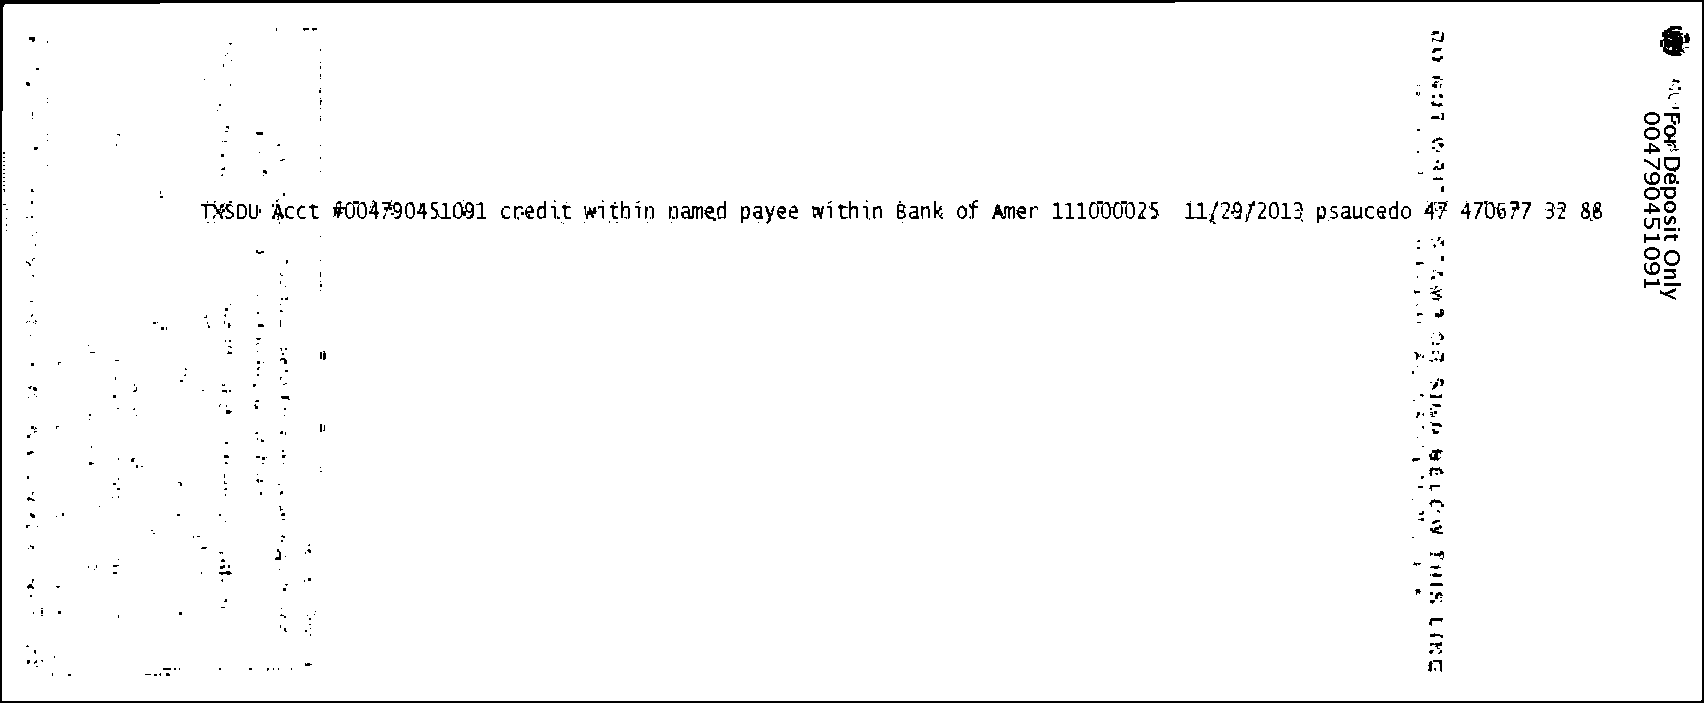 TXSDU Acct #004790451091 credit within named payee within Bank of Amer 111000025 11/29/2013 psaucedo 47 470677 32 88
For Deposit Only
004790451091
DO NOT WRITE STAMP OR SIGN BELOW THIS LINE